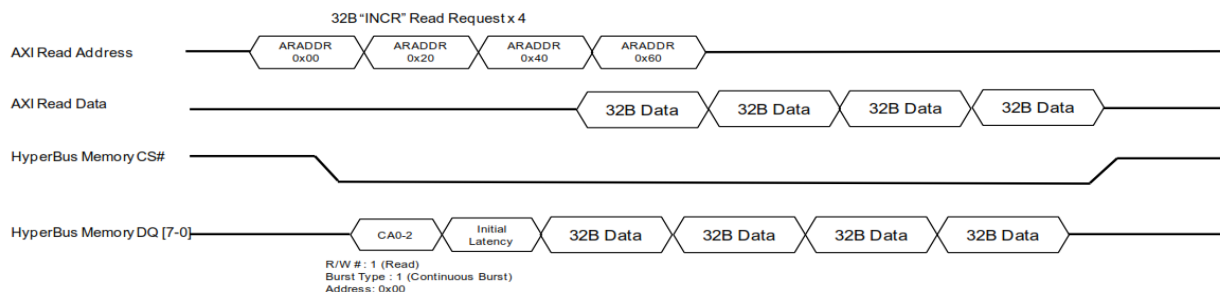 32B “INCR” Read Request x 4
AXI Read Address
ARADDR
0x00
ARADDR
0x20
ARADDR
0x40
ARADDR
0x60
AXI Read Data
32B Data
32B Data
32B Data
32B Data
HyperBus Memory CS#
HyperBus Memory DQ [7-0]
CA0-2
Initial
Latency
32B Data
32B Data
32B Data
32B Data
R/W # : 1 (Read)
Burst Type : 1 (Continuous Burst)
Address: 0x00